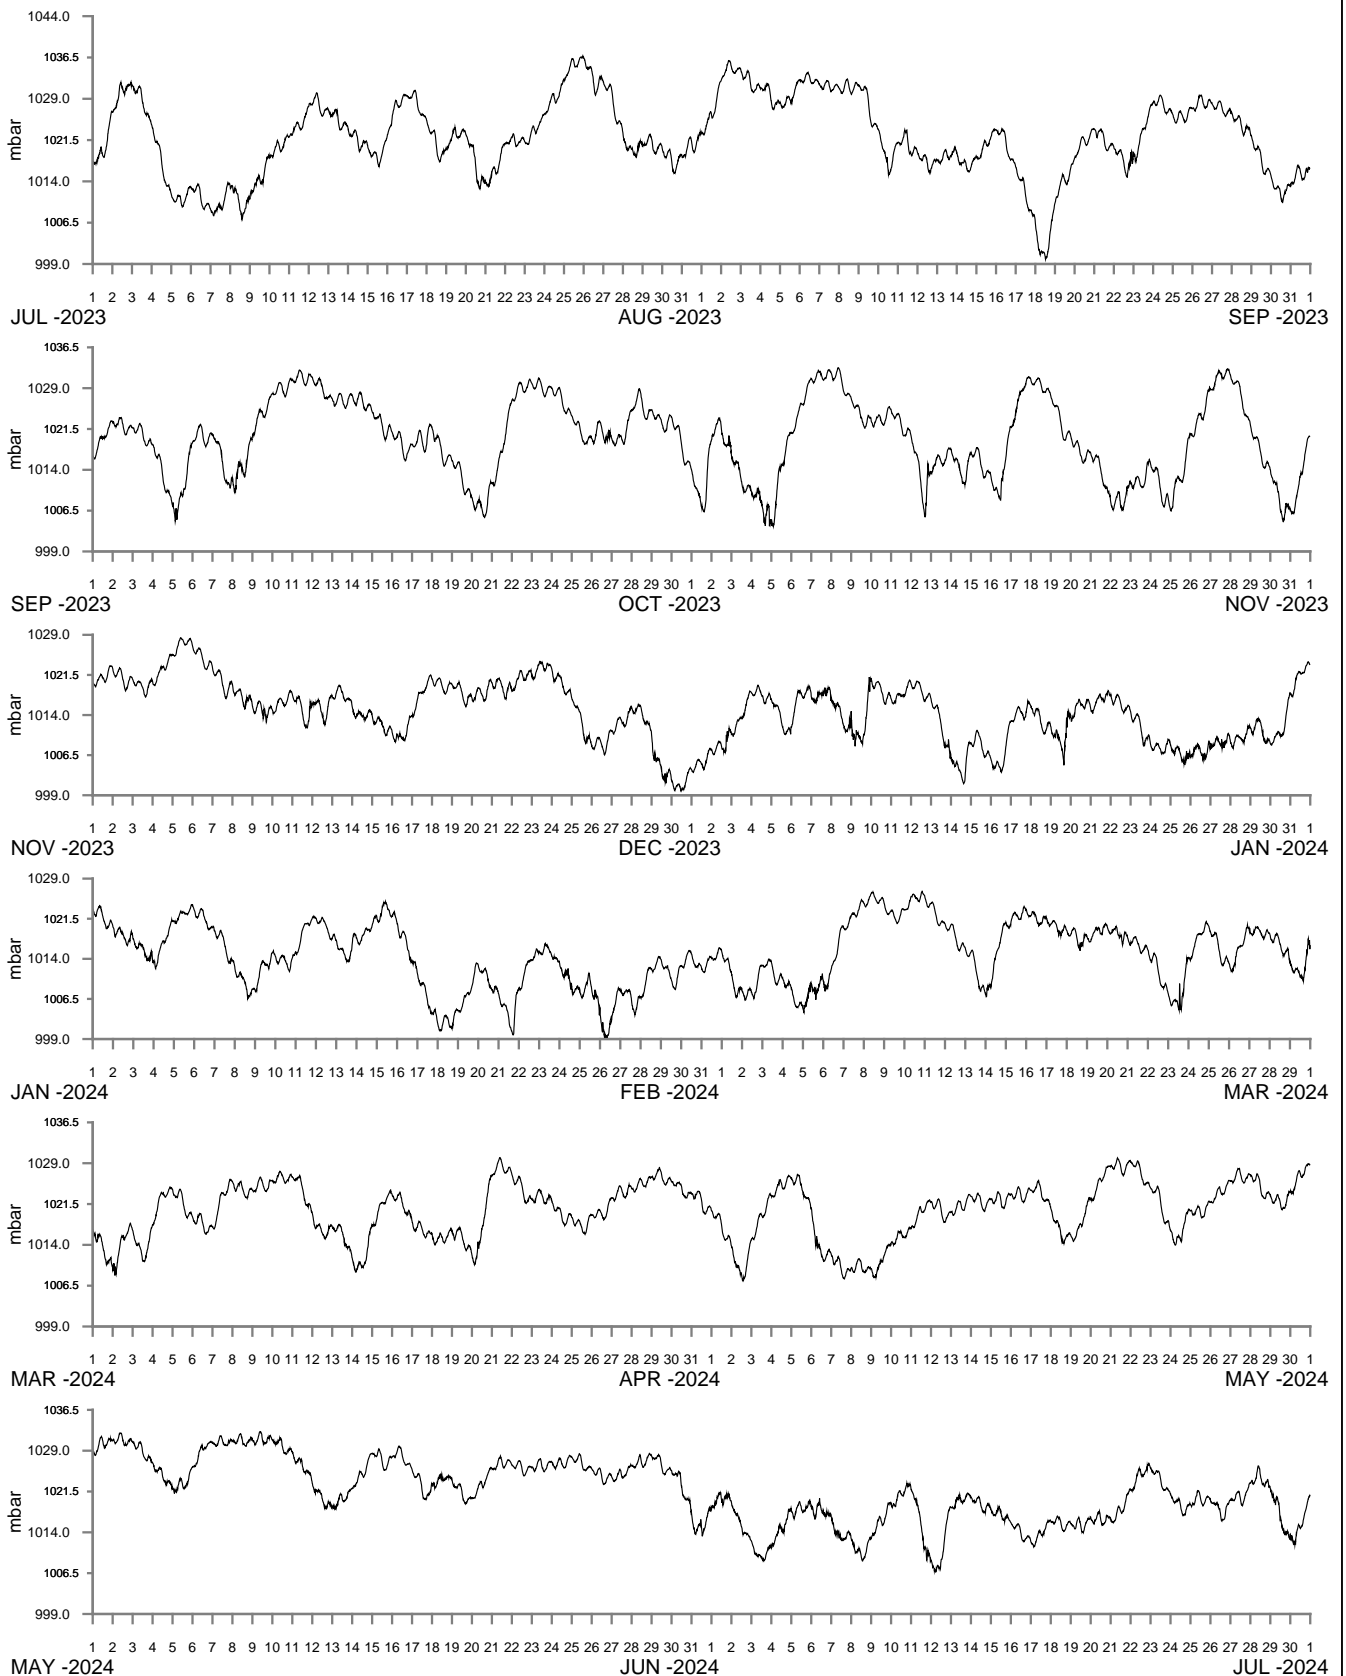 1044.0
1036.5
1029.0
1021.5
1014.0
1006.5
999.0
mbar
1 2 3 4 5 6 7 8 9 10 11 12 13 14 15 16 17 18 19 20 21 22 23 24 25 26 27 28 29 30 31 1 2 3 4 5 6 7 8 9 10 11 12 13 14 15 16 17 18 19 20 21 22 23 24 25 26 27 28 29 30 31 1
JUL -2023 AUG -2023 SEP -2023
1036.5
1029.0
1021.5
1014.0
1006.5
999.0
mbar
1 2 3 4 5 6 7 8 9 10 11 12 13 14 15 16 17 18 19 20 21 22 23 24 25 26 27 28 29 30 1 2 3 4 5 6 7 8 9 10 11 12 13 14 15 16 17 18 19 20 21 22 23 24 25 26 27 28 29 30 31 1
SEP -2023 OCT -2023 NOV -2023
1029.0
1021.5
1014.0
1006.5
999.0
mbar
1 2 3 4 5 6 7 8 9 10 11 12 13 14 15 16 17 18 19 20 21 22 23 24 25 26 27 28 29 30 1 2 3 4 5 6 7 8 9 10 11 12 13 14 15 16 17 18 19 20 21 22 23 24 25 26 27 28 29 30 31 1
NOV -2023 DEC -2023 JAN -2024
1029.0
1021.5
1014.0
1006.5
999.0
mbar
1 2 3 4 5 6 7 8 9 10 11 12 13 14 15 16 17 18 19 20 21 22 23 24 25 26 27 28 29 30 31 1 2 3 4 5 6 7 8 9 10 11 12 13 14 15 16 17 18 19 20 21 22 23 24 25 26 27 28 29 1
JAN -2024 FEB -2024 MAR -2024
1036.5
1029.0
1021.5
1014.0
1006.5
999.0
mbar
1 2 3 4 5 6 7 8 9 10 11 12 13 14 15 16 17 18 19 20 21 22 23 24 25 26 27 28 29 30 31 1 2 3 4 5 6 7 8 9 10 11 12 13 14 15 16 17 18 19 20 21 22 23 24 25 26 27 28 29 30 1
MAR -2024 APR -2024 MAY -2024
1036.5
1029.0
1021.5
1014.0
1006.5
999.0
mbar
1 2 3 4 5 6 7 8 9 10 11 12 13 14 15 16 17 18 19 20 21 22 23 24 25 26 27 28 29 30 31 1 2 3 4 5 6 7 8 9 10 11 12 13 14 15 16 17 18 19 20 21 22 23 24 25 26 27 28 29 30 1
MAY -2024 JUN -2024 JUL -2024